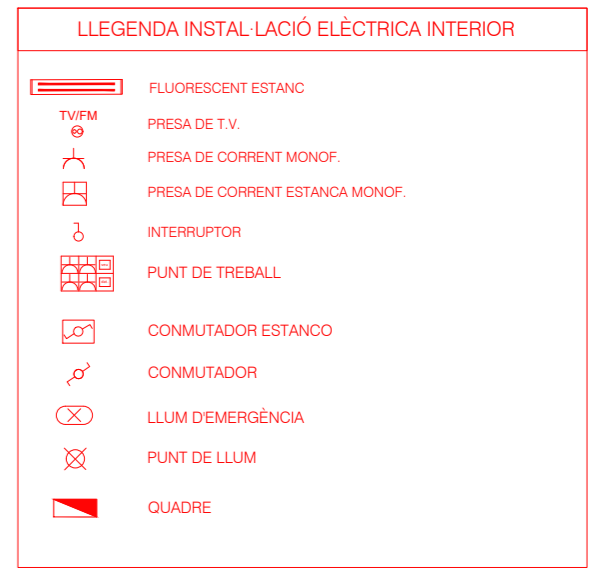 LLEGENDA INSTAL·LACIÓ ELÈCTRICA INTERIOR
FLUORESCENT ESTANC
TV/FM
PRESA DE T.V.
PRESA DE CORRENT MONOF.
PRESA DE CORRENT ESTANCA MONOF.
INTERRUPTOR
PUNT DE TREBALL
CONMUTADOR ESTANCO
CONMUTADOR
LLUM D'EMERGÈNCIA
PUNT DE LLUM
QUADRE